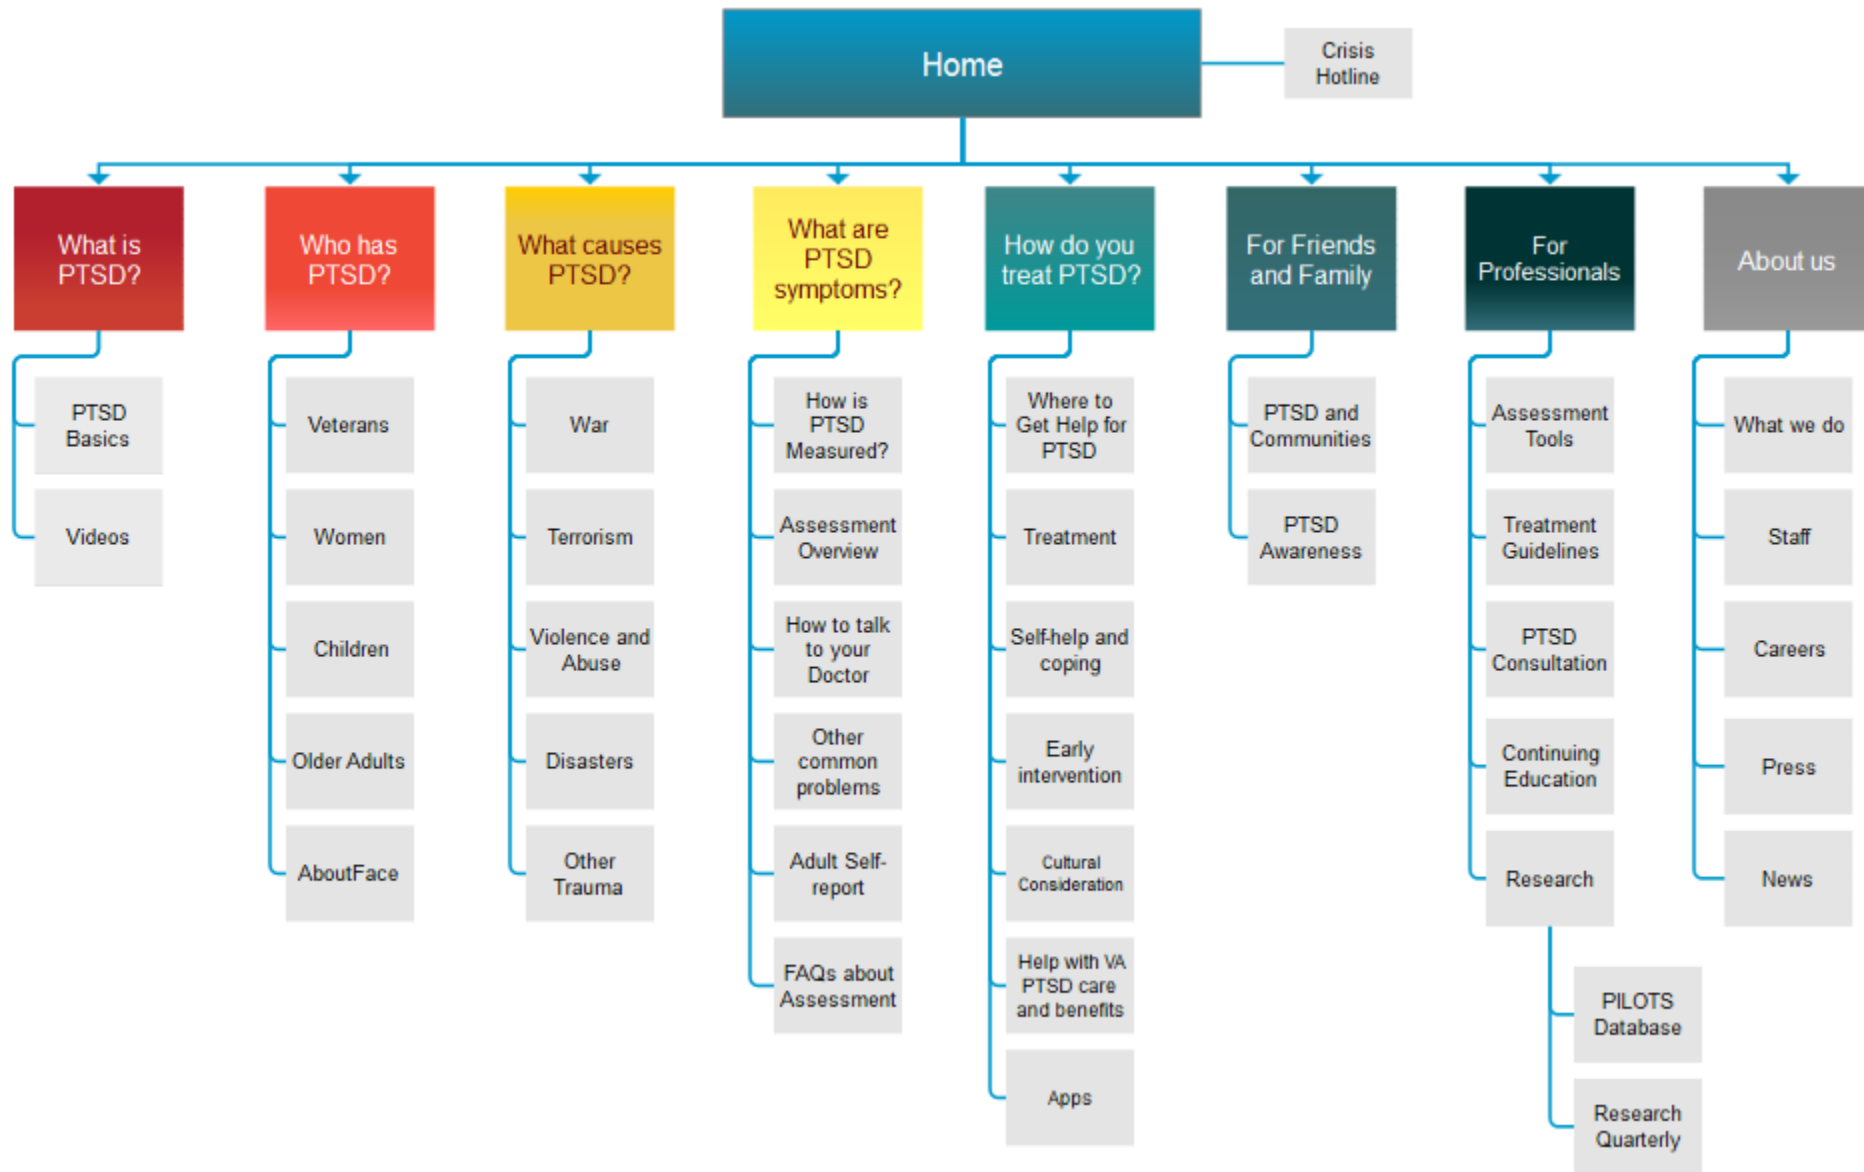 Home
Crisis
Hotline
What is
PTSD?
Who has
PTSD?
What causes
PTSD?
What are
PTSD
symptoms?
How do you
treat PTSD?
For Friends
and Family
For
Professionals
About us
PTSD
Basics
Videos
Veterans
Women
Children
Older Adults
AboutFace
War
Terrorism
Violence and
Abuse
Disasters
Other
Trauma
How is
PTSD
Measured?
Assessment
Overview
How to talk
to your
Doctor
Other
common
problems
Adult Self-
report
FAQs about
Assessment
Where to
Get Help for
PTSD
Treatment
Self-help and
coping
Early
intervention
Cultural
Consideration
Help with VA
PTSD care
and benefits
Apps
PTSD and
Communities
PTSD
Awareness
Assessment
Tools
Treatment
Guidelines
PTSD
Consultation
Continuing
Education
Research
PILOTS
Database
Research
Quarterly
What we do
Staff
Careers
Press
News